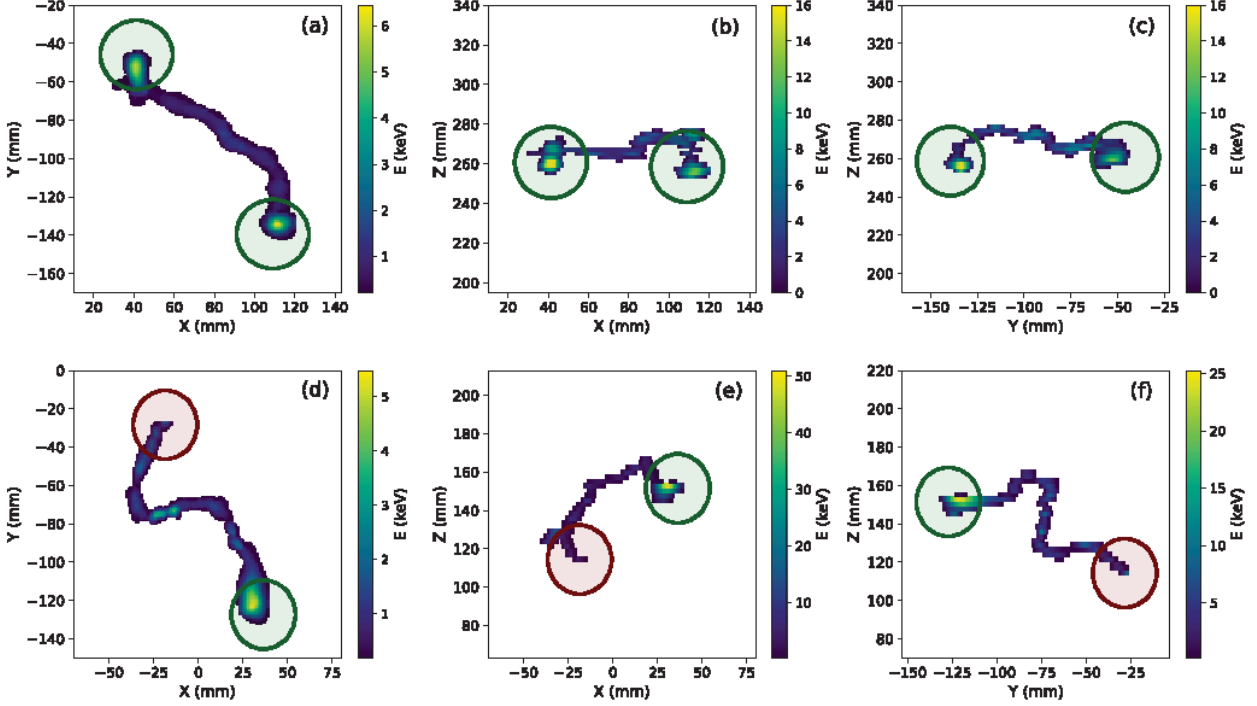 (a)
−20
−40
−60
−80
−100
−120
−140
−160
Y (mm)
20 40 60 80 100 120 140
X (mm)
6
5
4
3
2
1
E (keV)
(b)
340
320
300
280
260
240
220
200
Z (mm)
20 40 60 80 100 120 140
X (mm)
16
14
12
10
8
6
4
2
0
E (keV)
(c)
340
320
300
280
260
240
220
200
Z (mm)
−150 −125 −100 −75 −50 −25
Y (mm)
16
14
12
10
8
6
4
2
0
E (keV)
(d)
0
−20
−40
−60
−80
−100
−120
−140
Y (mm)
−50 −25 0 25 50 75
X (mm)
5
4
3
2
1
E (keV)
(e)
200
180
160
140
120
100
80
Z (mm)
−50 −25 0 25 50 75
X (mm)
50
40
30
20
10
E (keV)
(f)
220
200
180
160
140
120
100
80
Z (mm)
−150 −125 −100 −75 −50 −25
Y (mm)
25
20
15
10
5
E (keV)